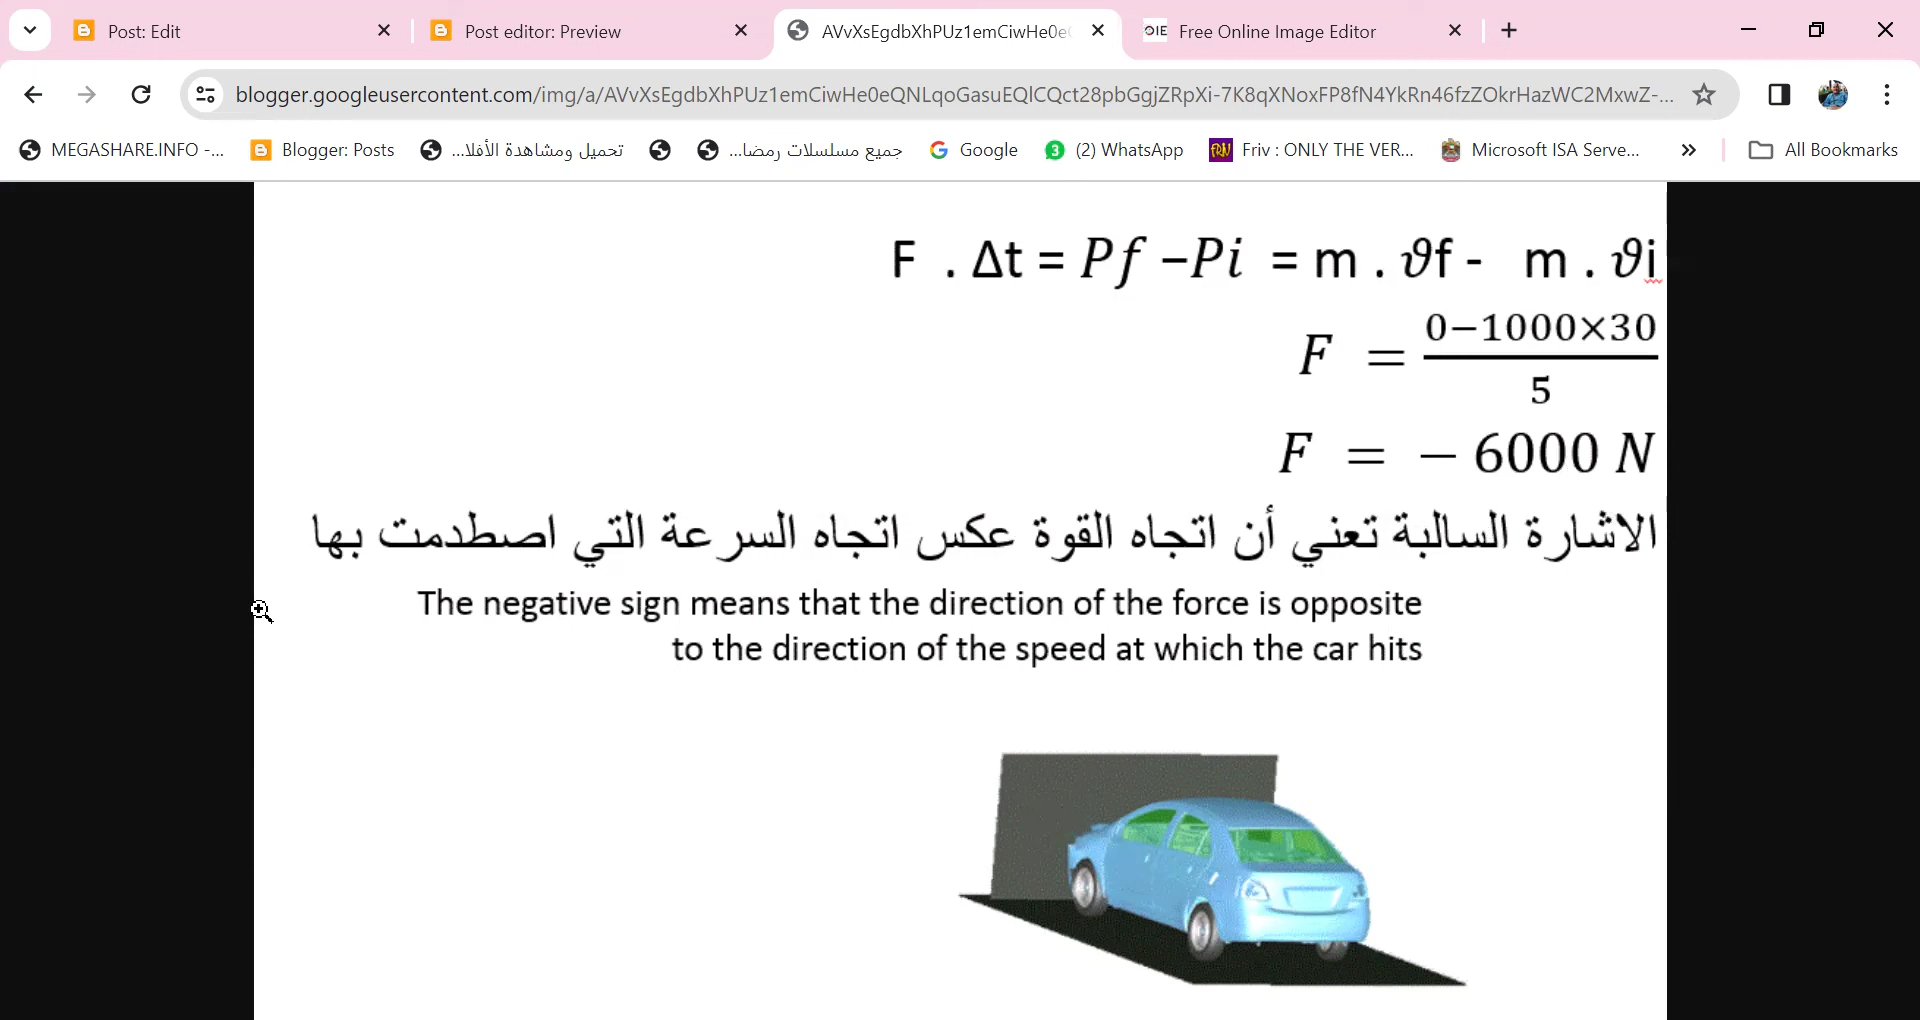 Post: Edit
Post editor: Preview
AVvXsEgdbXhPUz1emCiwHe0e
OIE Free Online Image Editor
blogger.googleusercontent.com/img/a/AVvXsEgdbXhPUz1emCiwHe0eQNLqoGasuEQlCQct28pbGgjZRpXi-7K8qXNoxFP8fN4YkRn46fzZOkrHazWC2MxwZ-...
MEGASHARE.INFO -...
Blogger: Posts
تحميل ومشاهدة الأفلا...
جميع مسلسلات رمضا...
Google
(2) WhatsApp
Friv : ONLY THE VER...
Microsoft ISA Serve...
All Bookmarks
F . Δt = Pf −Pi = m . ϑf - m . ϑi
F = 0−1000×30
5
F = − 6000 N
الاشارة السالبة تعني أن اتجاه القوة عكس اتجاه السرعة التي اصطدمت بها
The negative sign means that the direction of the force is opposite
to the direction of the speed at which the car hits